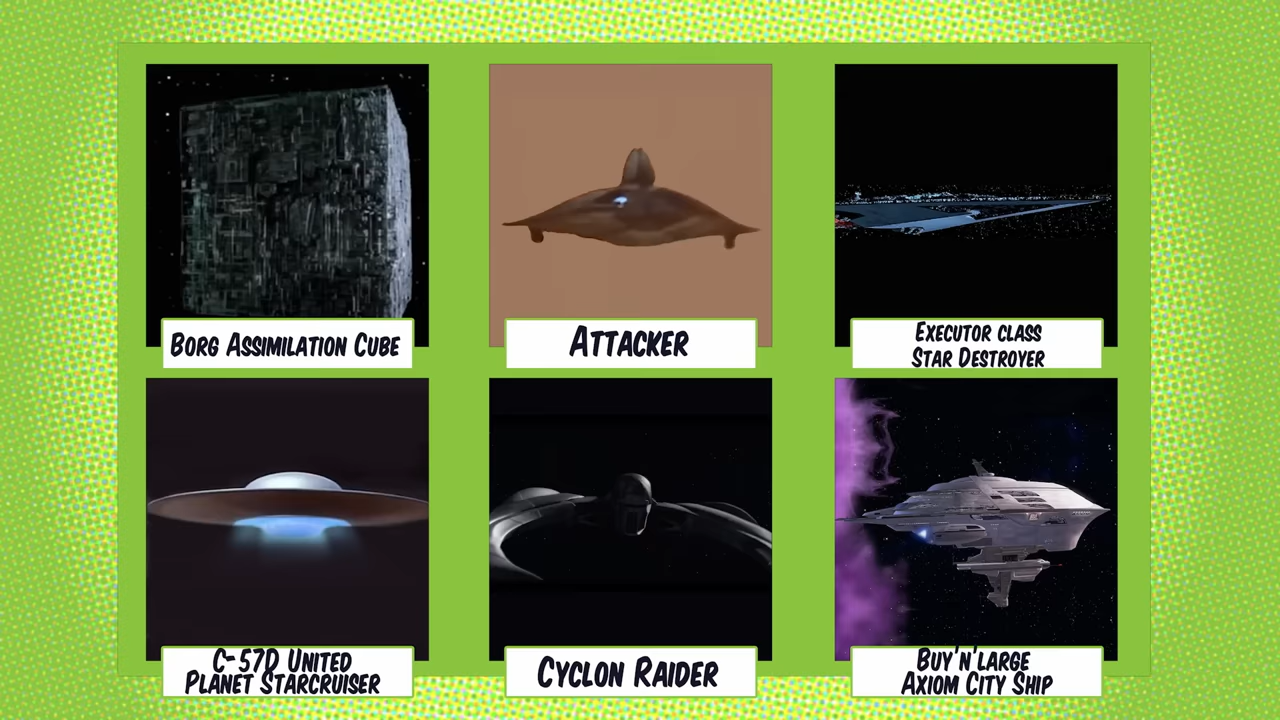 Borg Assimilation Cube
Attacker
Executor class
Star Destroyer
C-57D United
Planet Starcruiser
Cyclon Raider
Buy'n'large
Axiom City Ship